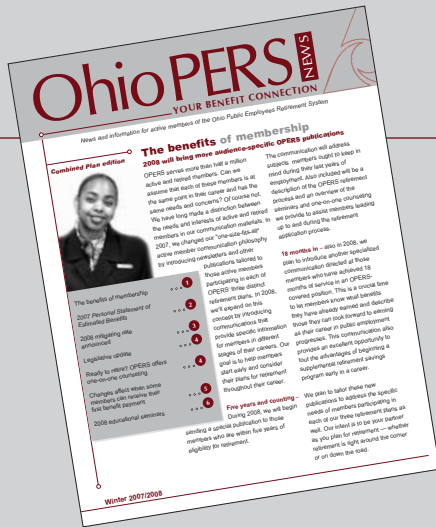 Ohio PERS
NEWS
YOUR BENEFIT CONNECTION
News and information for active members of the Ohio Public Employees Retirement System
Combined Plan edition
The benefits of membership
2008 will bring more audience-specific OPERS publications
OPERS serves more than half a million
active and retired members. Can we
assume that each of these members is at
the same point in their career and has the
same needs and concerns? Of course not.
We have long made a distinction between
the needs and interests of active and retired
members in our communication materials. In
2007, we changed our "one-size-fits-all"
active member communication philosophy
by introducing newsletters and other
publications tailored to
those active members
participating in each of
OPERS' three distinct
retirement plans. In 2008,
we'll expand on this
concept by introducing
communications that
provide specific information
for members in different
stages of their careers. Our
goal is to help members
start early and consider
their plans for retirement
throughout their career.
Five years and counting –
During 2008, we will begin
sending a special publication to those
members who are within five years of
eligibility for retirement.
The communication will address
subjects, members ought to keep in
mind during their last years of
employment. Also included will be a
description of the OPERS retirement
process and an overview of the
seminars and one-on-one counseling
we provide to assist members leading
up to and during the retirement
application process.
18 months in – also in 2008, we
plan to introduce another specialized
communication directed at those
members who have achieved 18
months of service in an OPERS-
covered position. This is a crucial time
to let members know what benefits
they have already earned and describe
those they can look toward to earning
as their career in public employment
progresses. This communication also
provides an excellent opportunity to
tout the advantages of beginning a
supplemental retirement savings
program early in a career.
We plan to tailor these new
publications to address the specific
needs of members participating in
each of our three retirement plans as
well. Our intent is to be your partner
as you plan for retirement — whether
retirement is right around the corner
or on down the road.
The benefits of membership 1
2007 Personal Statement of
Estimated Benefits 2
2008 mitigating rate
announced 3
Legislative update 4
Ready to retire? OPERS offers
one-on-one counseling 4
Changes affect when some
members can receive their
first benefit payment 5
2008 educational seminars 6
Winter 2007/2008